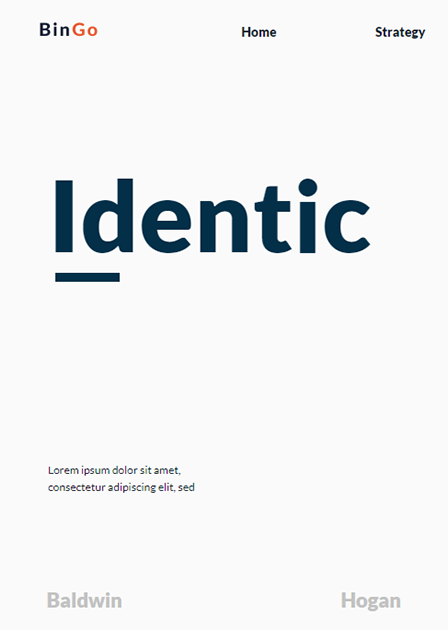 BinGo Home Strategy
Identic
Lorem ipsum dolor sit amet,
consectetur adipiscing elit, sed
Baldwin Hogan